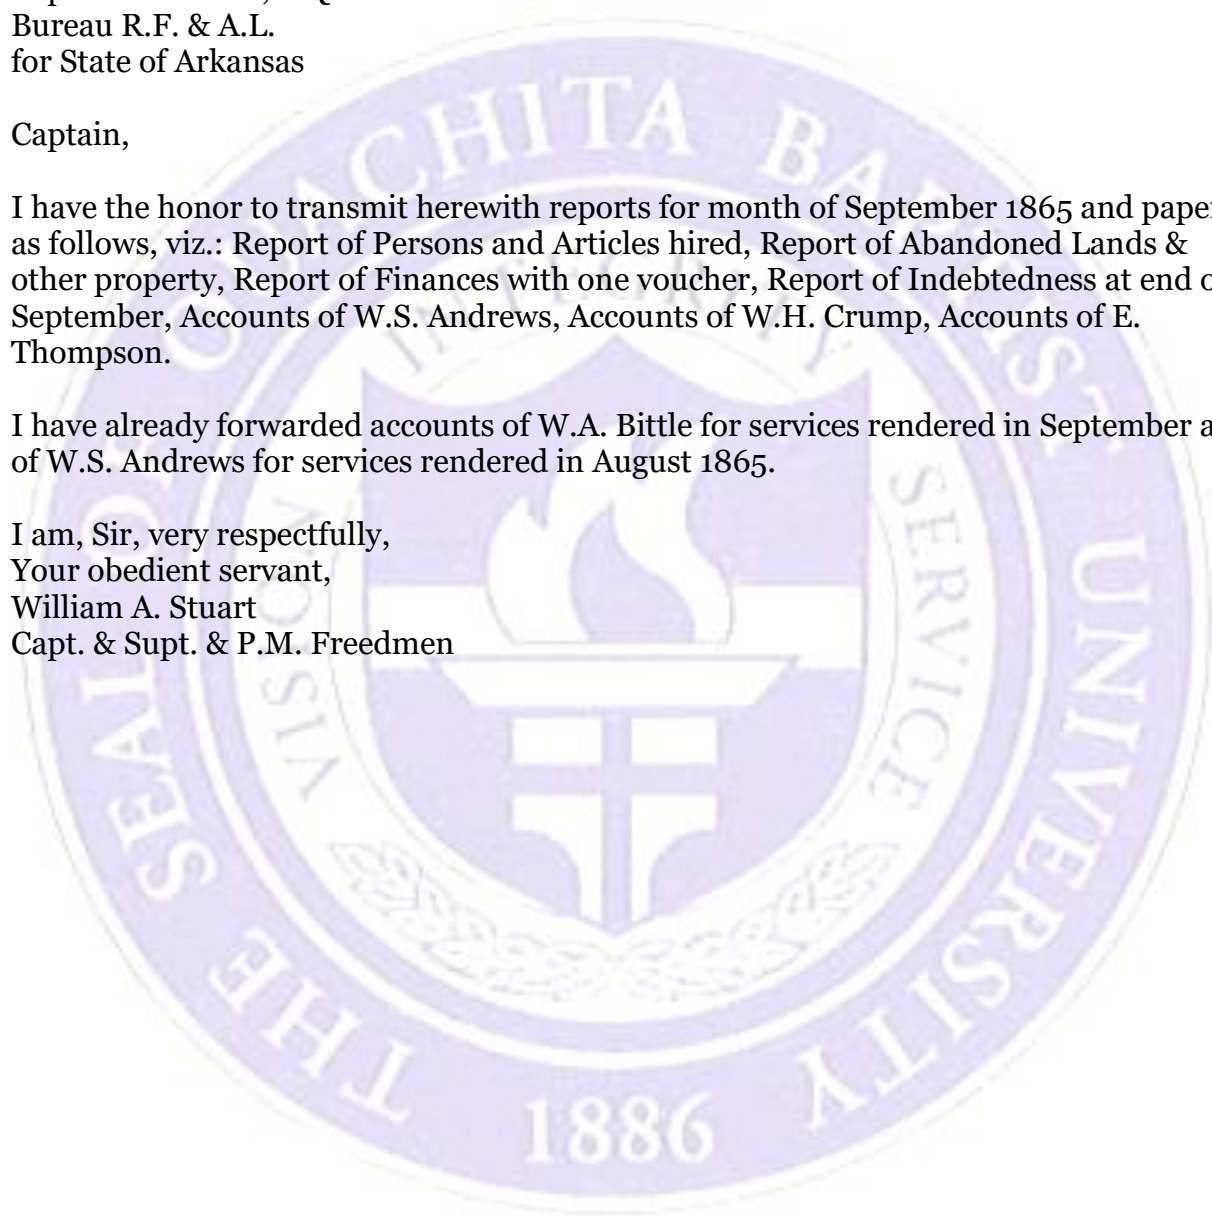 Bureau R.F. & A.L.
for State of Arkansas
Captain,
I have the honor to transmit herewith reports for month of September 1865 and paper
as follows, viz.: Report of Persons and Articles hired, Report of Abandoned Lands &
other property, Report of Finances with one voucher, Report of Indebtedness at end o
September, Accounts of W.S. Andrews, Accounts of W.H. Crump, Accounts of E.
Thompson.
I have already forwarded accounts of W.A. Bittle for services rendered in September a
of W.S. Andrews for services rendered in August 1865.
I am, Sir, very respectfully,
Your obedient servant,
William A. Stuart
Capt. & Supt. & P.M. Freedmen
THE SEAL OF OUACHITA BAPTIST UNIVERSITY
VISION INTEGRITY SERVICE
1886